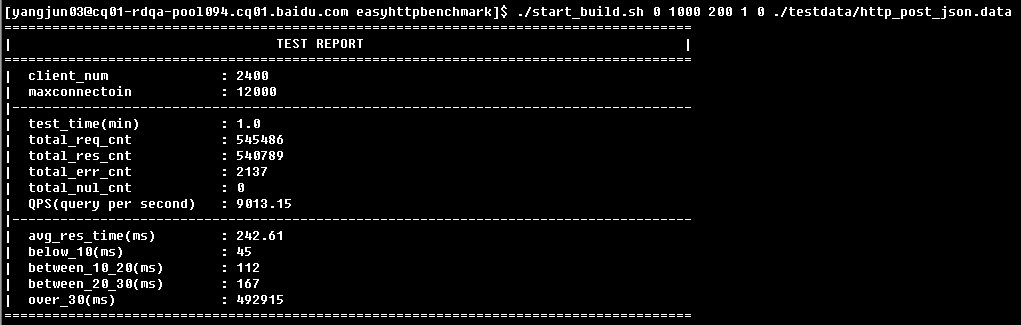 [yangjun03@cq01-rdqa-pool094.cq01.baidu.com easyhttpbenchmark]$ ./start_build.sh 0 1000 200 1 0 ./testdata/http_post_json.data
=====================================================================================
|                                TEST REPORT                                       |
=====================================================================================
|  client_num              : 2400
|  maxconnectoin           : 12000
|------------------------------------------------------------------------------------
|  test_time(min)          : 1.0
|  total_req_cnt           : 545486
|  total_res_cnt           : 540789
|  total_err_cnt           : 2137
|  total_nul_cnt           : 0
|  QPS(query per second)   : 9013.15
|------------------------------------------------------------------------------------
|  avg_res_time(ms)        : 242.61
|  below_10(ms)            : 45
|  between_10_20(ms)       : 112
|  between_20_30(ms)       : 167
|  over_30(ms)             : 492915
=====================================================================================